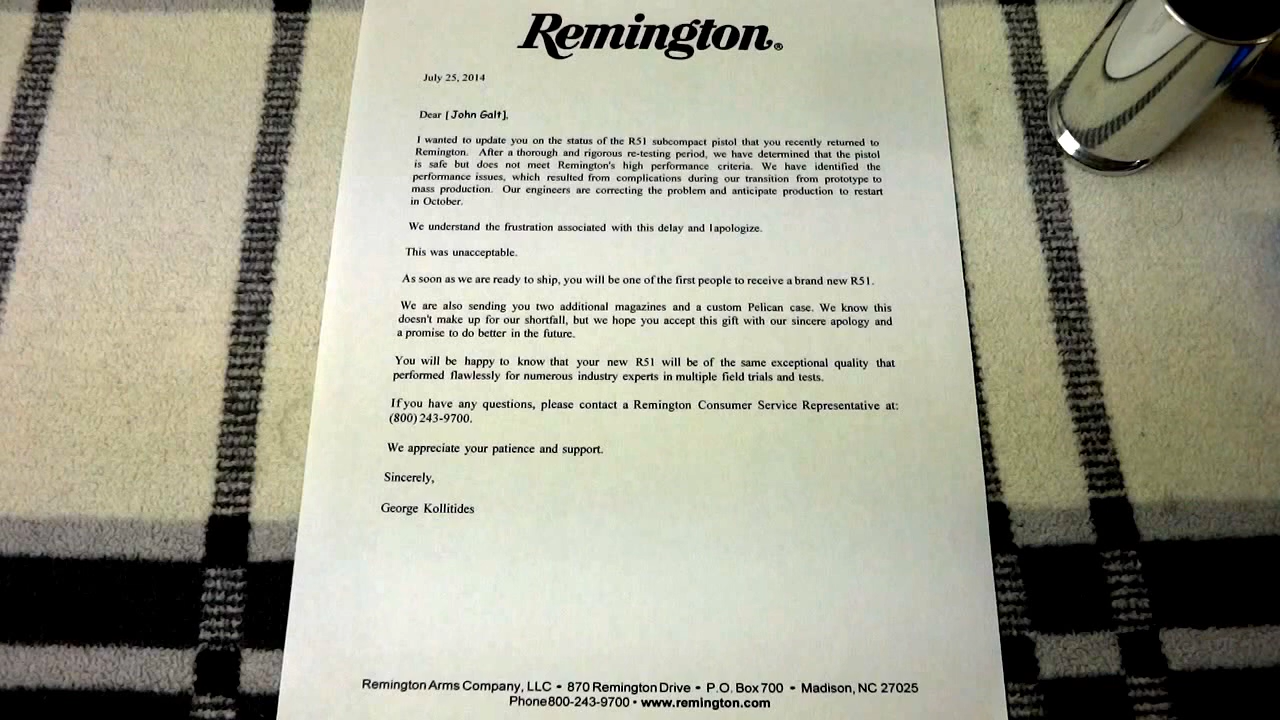 Remington®
July 25, 2014
Dear [ John Galt],
I wanted to update you on the status of the R51 subcompact pistol that you recently returned to
Remington. After a thorough and rigorous re-testing period, we have determined that the pistol
is safe but does not meet Remington's high performance criteria. We have identified the
performance issues, which resulted from complications during our transition from prototype to
mass production. Our engineers are correcting the problem and anticipate production to restart
in October.
We understand the frustration associated with this delay and I apologize.
This was unacceptable.
As soon as we are ready to ship, you will be one of the first people to receive a brand new R51.
We are also sending you two additional magazines and a custom Pelican case. We know this
doesn't make up for our shortfall, but we hope you accept this gift with our sincere apology and
a promise to do better in the future.
You will be happy to know that your new R51 will be of the same exceptional quality that
performed flawlessly for numerous industry experts in multiple field trials and tests.
If you have any questions, please contact a Remington Consumer Service Representative at:
(800) 243-9700.
We appreciate your patience and support.
Sincerely,
George Kollitides
Remington Arms Company, LLC • 870 Remington Drive • P.O. Box 700 • Madison, NC 27025
Phone 800-243-9700 • www.remington.com